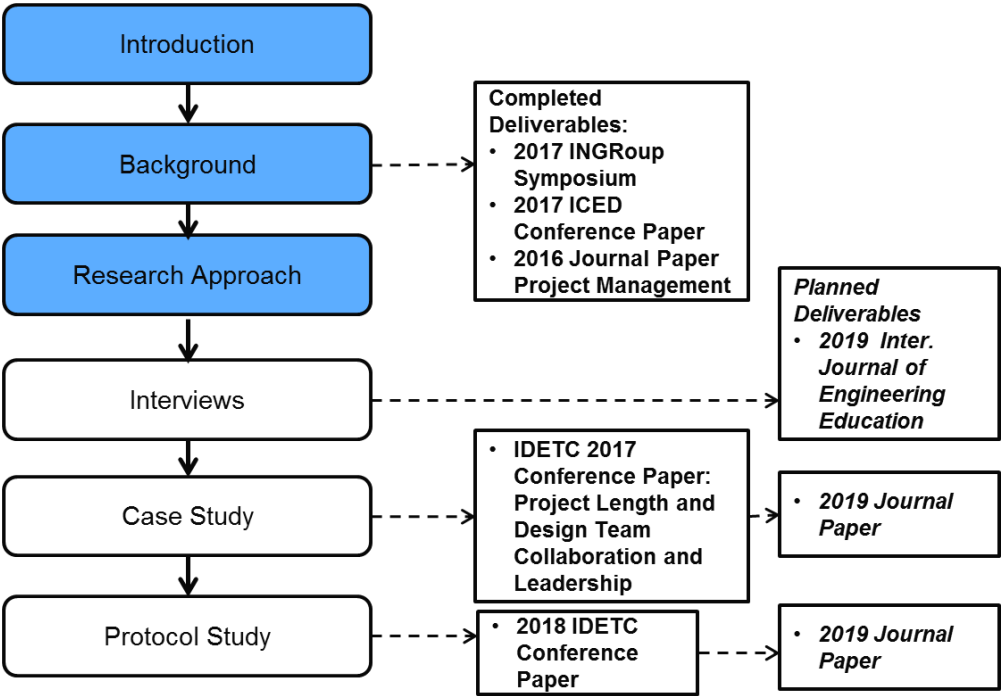 Introduction
Background
Research Approach
Interviews
Case Study
Protocol Study
Completed
Deliverables:
• 2017 INGRoup
Symposium
• 2017 ICED
Conference Paper
• 2016 Journal Paper
Project Management
Planned
Deliverables
• 2019 Inter.
Journal of
Engineering
Education
• IDETC 2017
Conference Paper:
Project Length and
Design Team
Collaboration and
Leadership
• 2019 Journal
Paper
• 2018 IDETC
Conference
Paper
• 2019 Journal
Paper